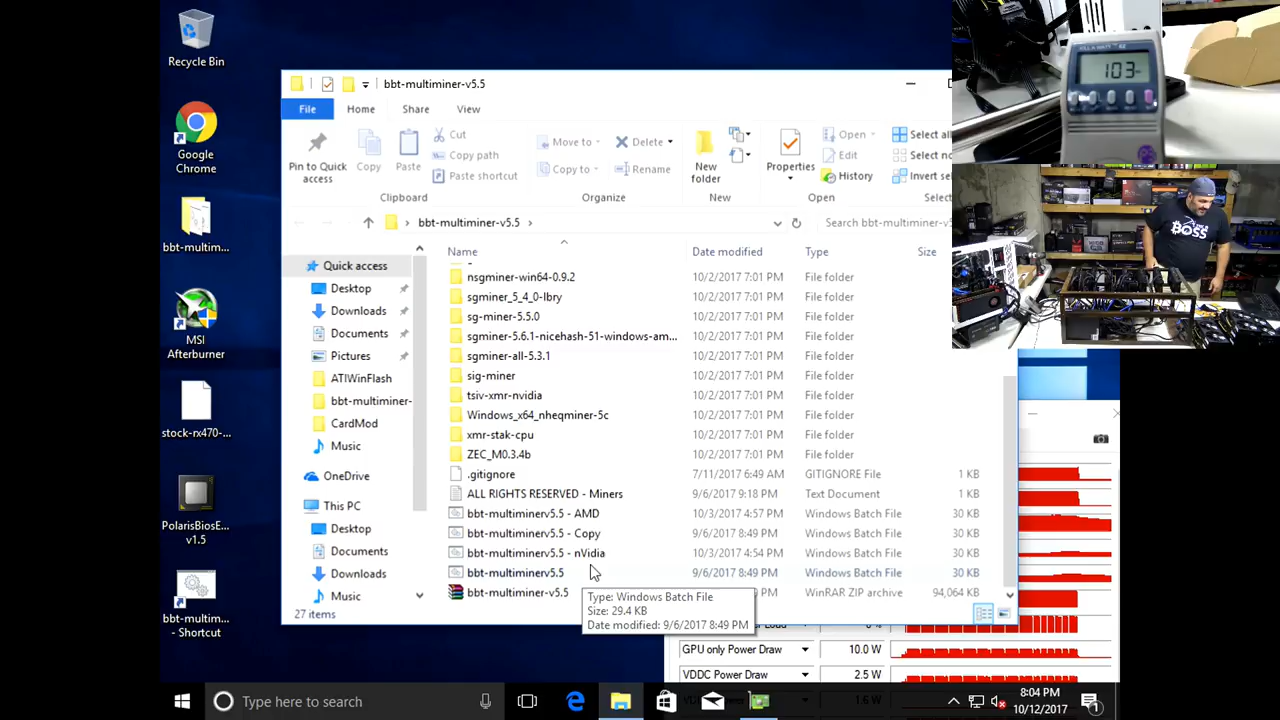 Recycle Bin
Google
Chrome
bbt-multim...
MSI
Afterburner
stock-rx470-...
PolarisBiosE...
v1.5
bbt-multim...
- Shortcut
bbt-multiminer-v5.5
File
Home
Share
View
Pin to Quick
access
Copy
Paste
Cut
Copy path
Paste shortcut
Clipboard
Move to
Copy to
Delete
Rename
Organize
New
folder
New
Properties
Open
Edit
History
Open
Select all
Select no
Invert sel
Select
bbt-multiminer-v5.5
Search bbt-multiminer-v5
Name
Date modified
Type
Size
Quick access
Desktop
Downloads
Documents
Pictures
ATIWinFlash
bbt-multiminer-
CardMod
Music
OneDrive
This PC
Desktop
Documents
Downloads
Music
nsgminer-win64-0.9.2 10/2/2017 7:01 PM File folder
sgminer_5_4_0-lbry 10/2/2017 7:01 PM File folder
sg-miner-5.5.0 10/2/2017 7:01 PM File folder
sgminer-5.6.1-nicehash-51-windows-am... 10/2/2017 7:01 PM File folder
sgminer-all-5.3.1 10/2/2017 7:01 PM File folder
sig-miner 10/2/2017 7:01 PM File folder
tsiv-xmr-nvidia 10/2/2017 7:01 PM File folder
Windows_x64_nheqminer-5c 10/2/2017 7:01 PM File folder
xmr-stak-cpu 10/2/2017 7:01 PM File folder
ZEC_M0.3.4b 10/2/2017 7:01 PM File folder
.gitignore 7/11/2017 6:49 AM GITIGNORE File 1 KB
ALL RIGHTS RESERVED - Miners 9/6/2017 9:18 PM Text Document 1 KB
bbt-multiminerv5.5 - AMD 10/3/2017 4:57 PM Windows Batch File 30 KB
bbt-multiminerv5.5 - Copy 9/6/2017 8:49 PM Windows Batch File 30 KB
bbt-multiminerv5.5 - nVidia 10/3/2017 4:54 PM Windows Batch File 30 KB
bbt-multiminerv5.5 9/6/2017 8:49 PM Windows Batch File 30 KB
bbt-multiminer-v5.5 PM WinRAR ZIP archive 94,064 KB
Type: Windows Batch File
Size: 29.4 KB
Date modified: 9/6/2017 8:49 PM
27 items
GPU only Power Draw 10.0 W
VDDC Power Draw 2.5 W
1.6 W
Type here to search
8:04 PM
10/12/2017
1
103
BOSS